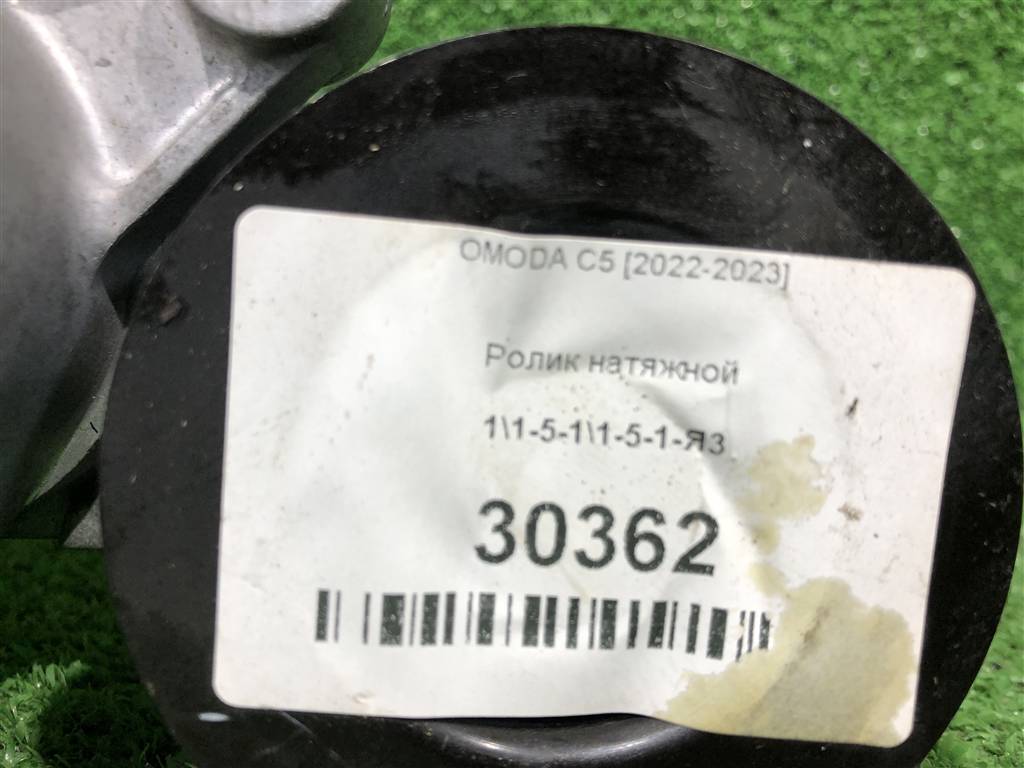 OMODA C5 [2022-2023]
Ролик натяжной
1\1-5-1\1-5-1-Я3
30362